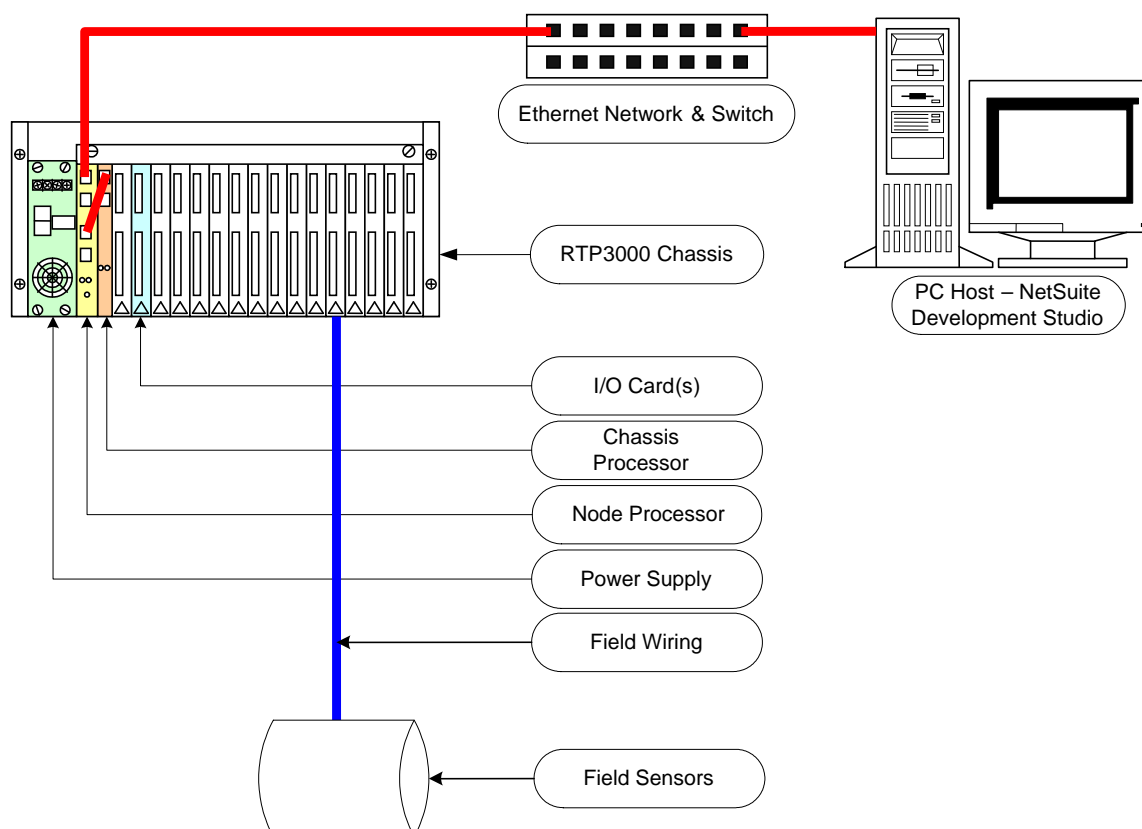 Ethernet Network & Switch
RTP3000 Chassis
PC Host – NetSuite
Development Studio
I/O Card(s)
Chassis
Processor
Node Processor
Power Supply
Field Wiring
Field Sensors